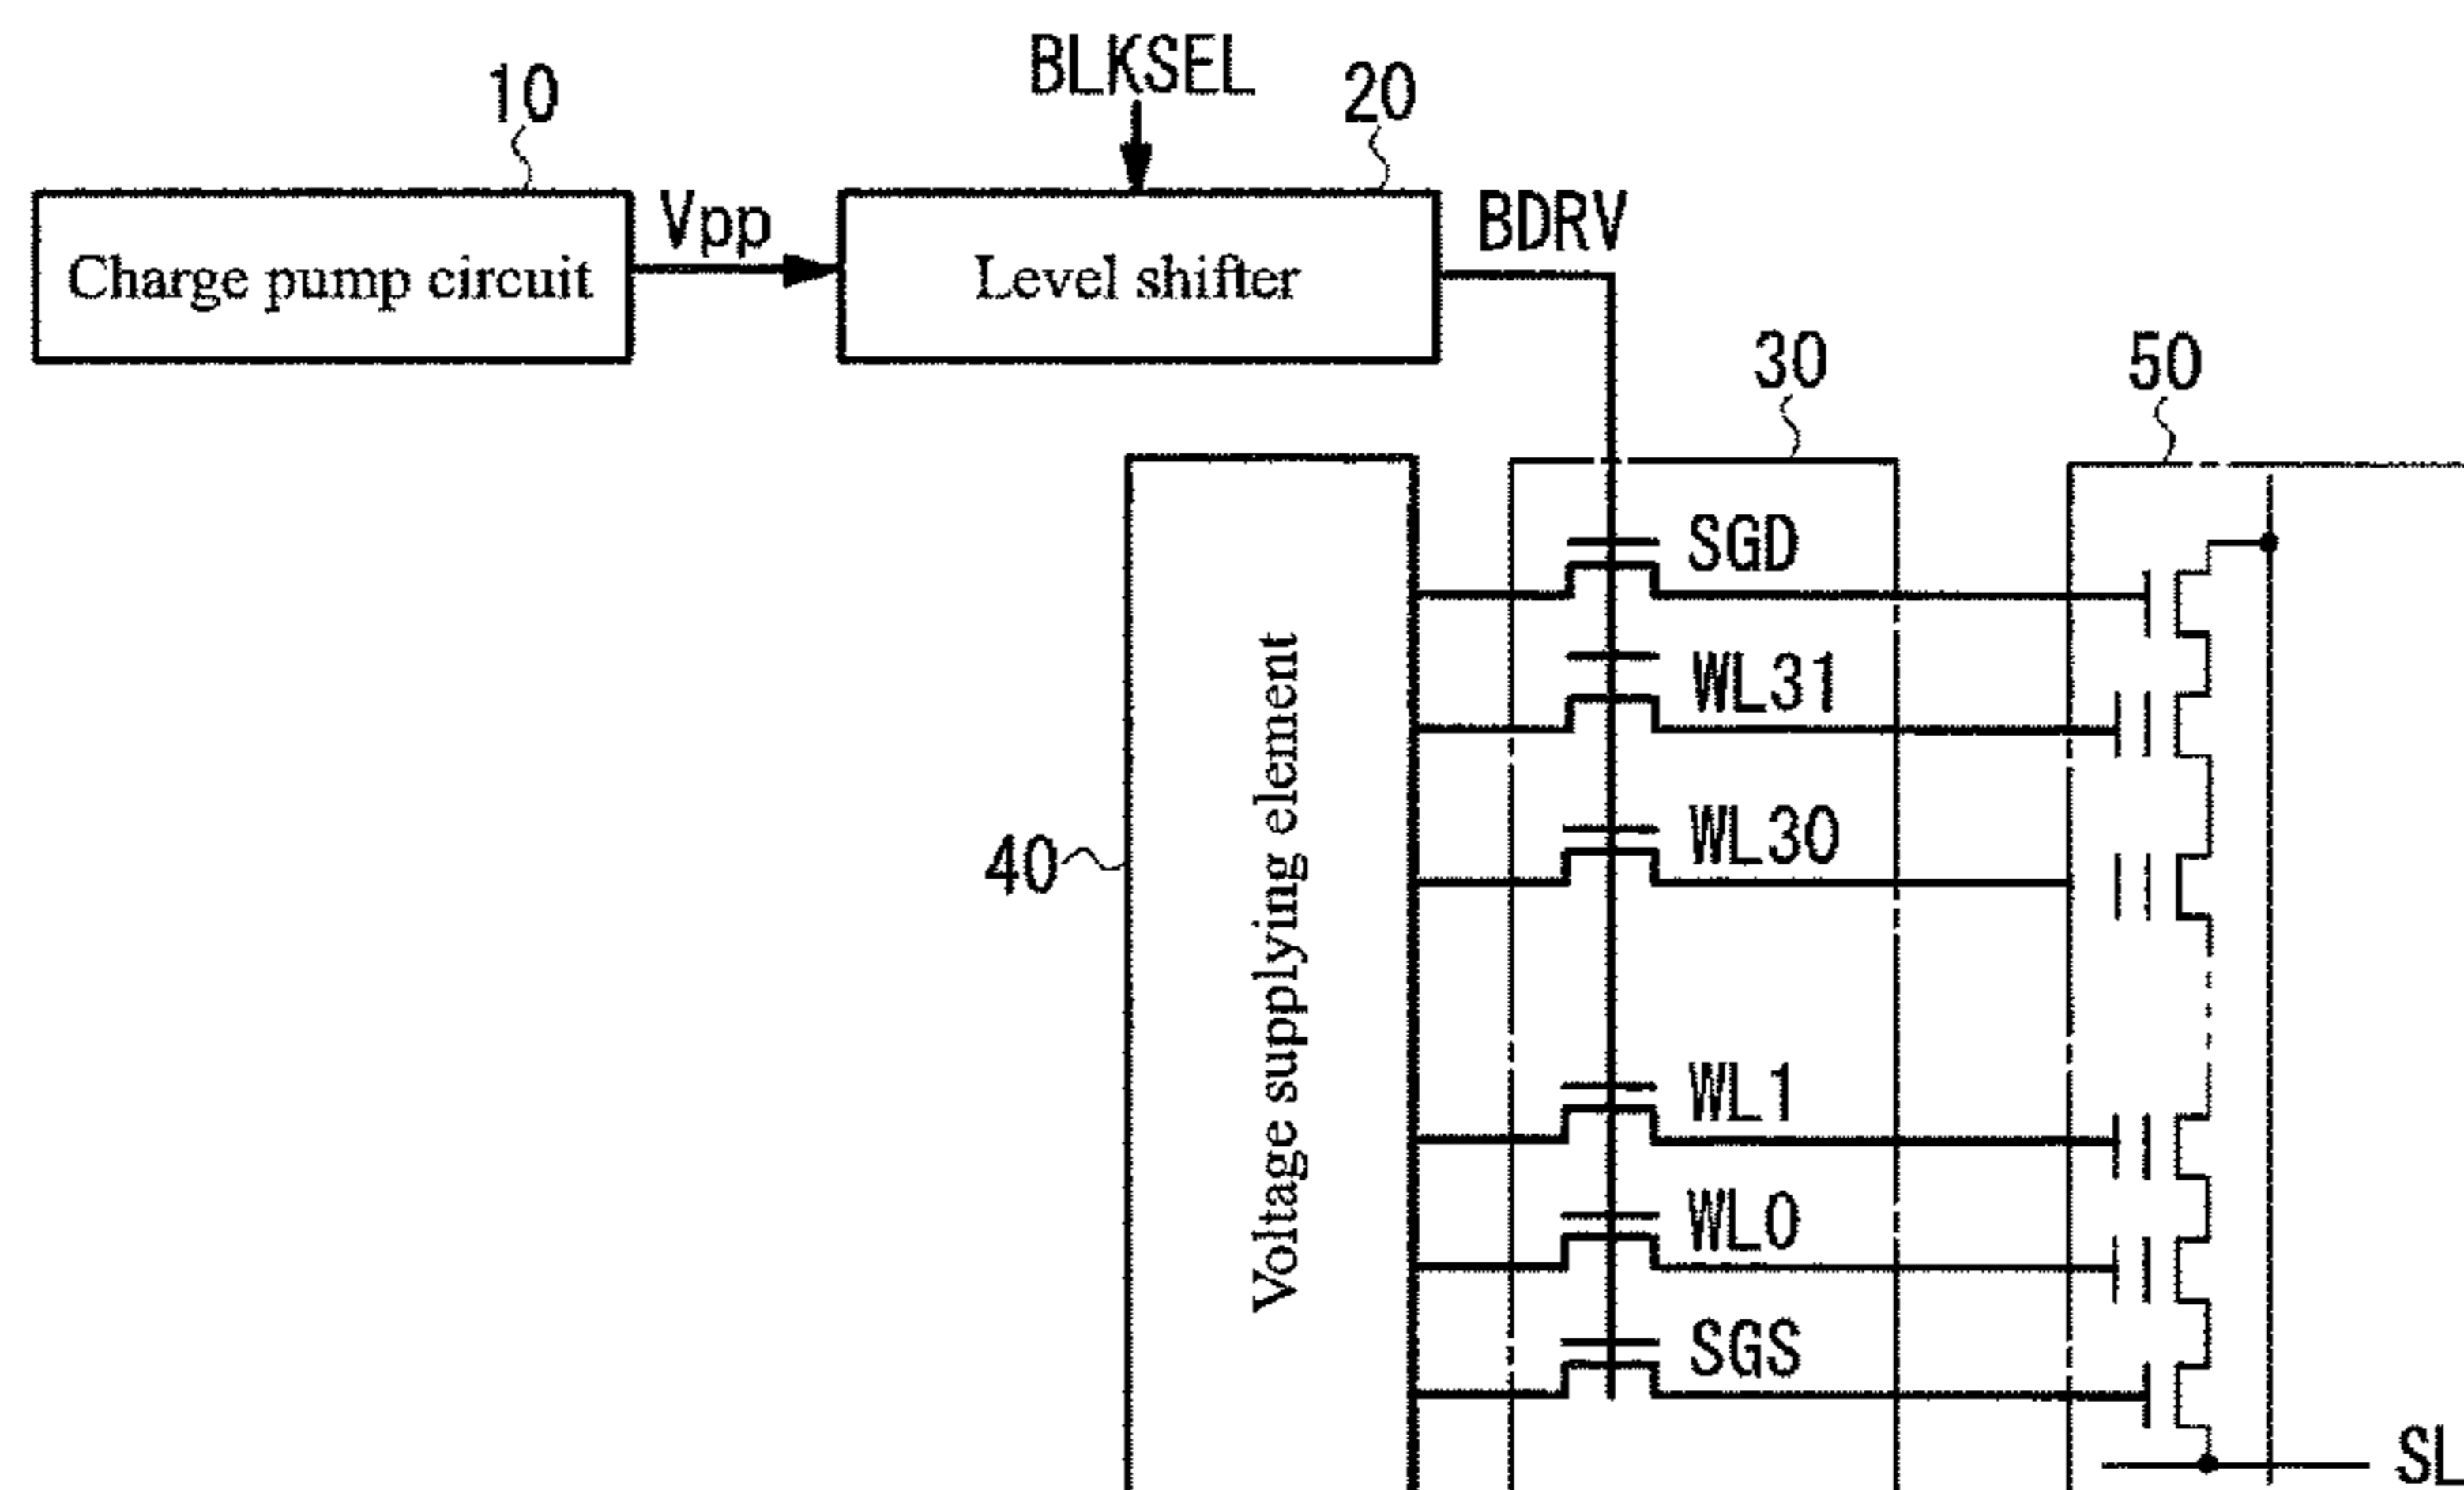 10
BLKSEL
20
Charge pump circuit
Vpp
Level shifter
BDRV
30
50
SGD
WL31
WL30
40
Voltage supplying element
WL1
WL0
SGS
SL